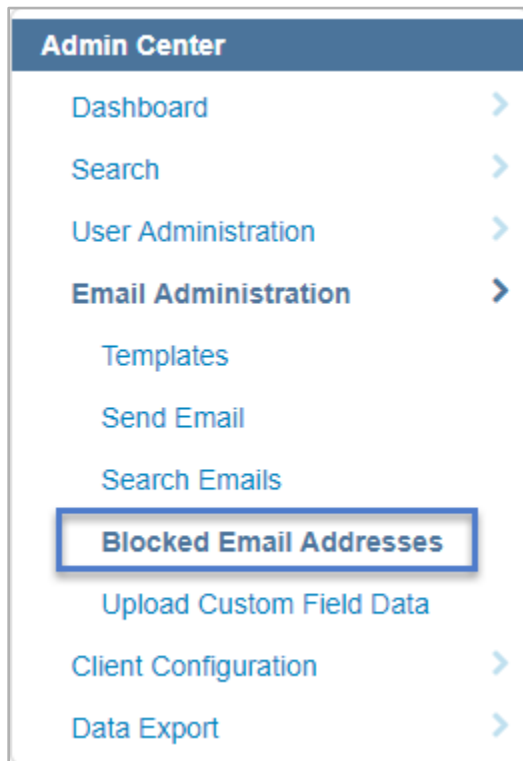 Admin Center
Dashboard
Search
User Administration
Email Administration
Templates
Send Email
Search Emails
Blocked Email Addresses
Upload Custom Field Data
Client Configuration
Data Export